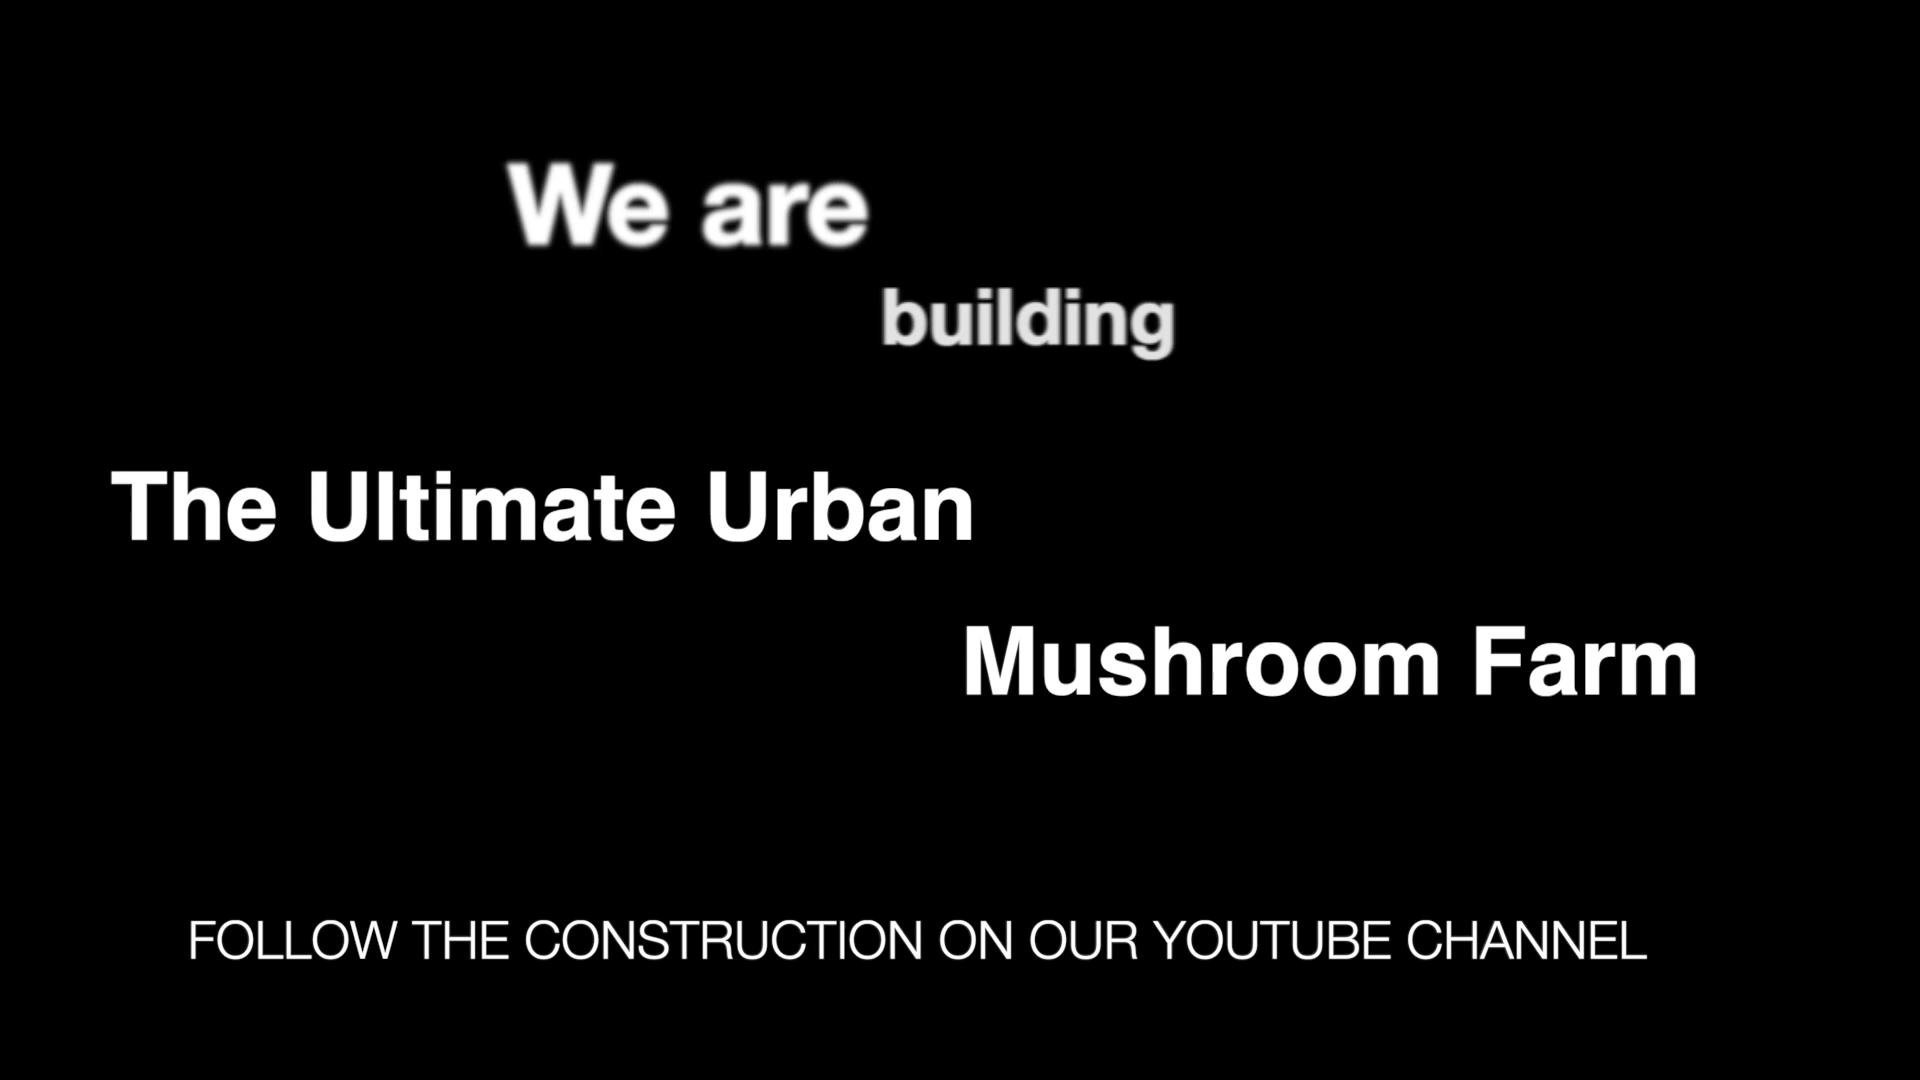 We are
building
The Ultimate Urban
Mushroom Farm
FOLLOW THE CONSTRUCTION ON OUR YOUTUBE CHANNEL